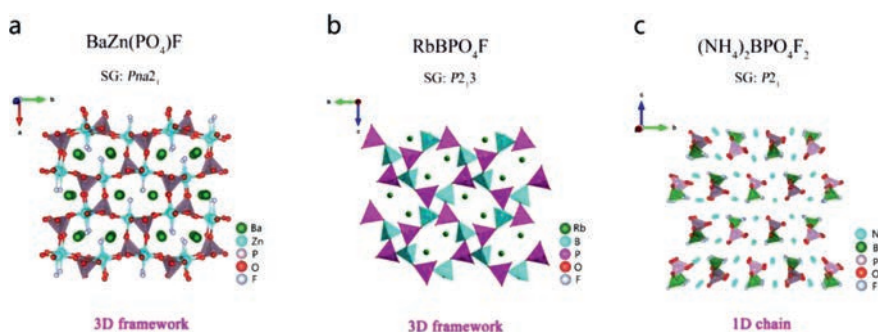 a
BaZn(PO₄)F
SG: Pna2₁
b
a
Ba
Zn
P
O
F
3D framework
b
RbBPO₄F
SG: P2₁3
Rb
B
P
O
F
3D framework
c
(NH₄)₂BPO₄F₂
SG: P2₁
b
N
B
P
O
F
1D chain